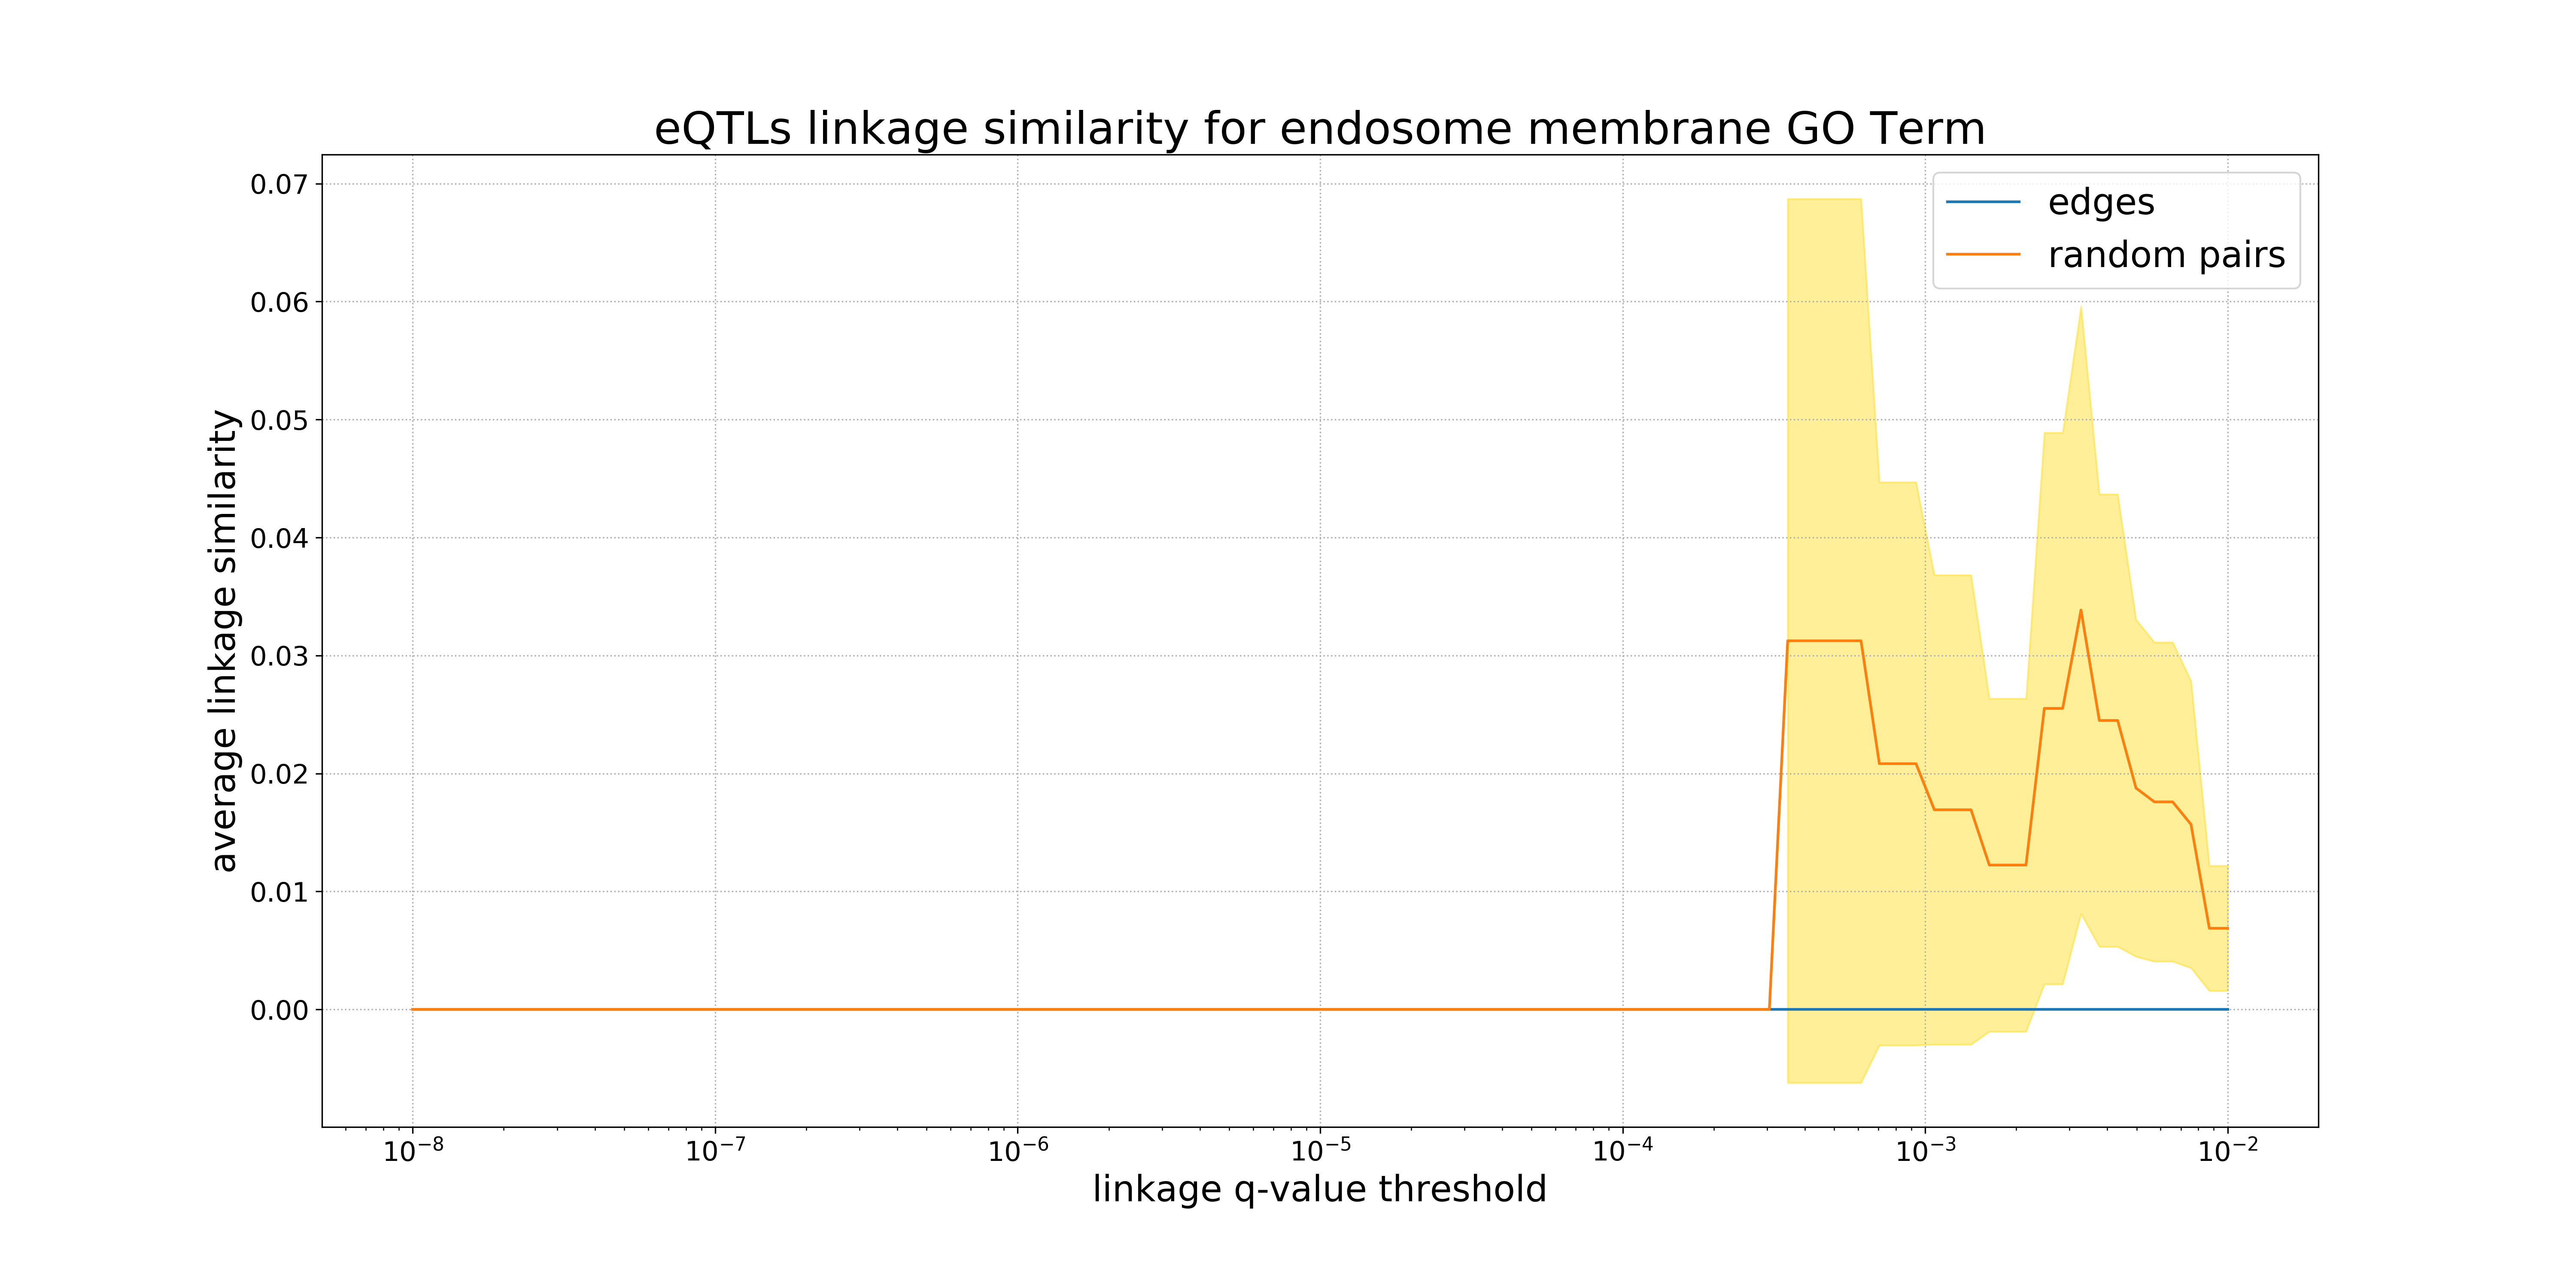 eQTLs linkage similarity for endosome membrane GO Term
edges
random pairs
0.07
0.06
0.05
0.04
0.03
0.02
0.01
0.00
average linkage similarity
10⁻⁸ 10⁻⁷ 10⁻⁶ 10⁻⁵ 10⁻⁴ 10⁻³ 10⁻²
linkage q-value threshold